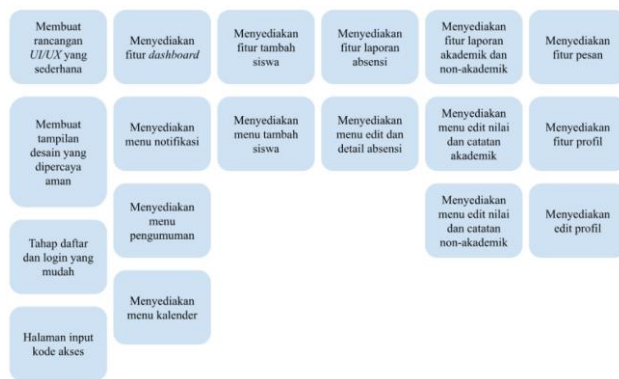 Membuat
rancangan
UI/UX yang
sederhana
Menyediakan
fitur dashboard
Menyediakan
fitur tambah
siswa
Menyediakan
fitur laporan
absensi
Menyediakan
fitur laporan
akademik dan
non-akademik
Menyediakan
fitur pesan
Membuat
tampilan
desain yang
dipercaya
aman
Menyediakan
menu notifikasi
Menyediakan
menu tambah
siswa
Menyediakan
menu edit dan
detail absensi
Menyediakan
menu edit nilai
dan catatan
akademik
Menyediakan
fitur profil
Tahap daftar
dan login yang
mudah
Menyediakan
menu
pengumuman
Menyediakan
menu edit nilai
dan catatan
non-akademik
Menyediakan
edit profil
Halaman input
kode akses
Menyediakan
menu kalender